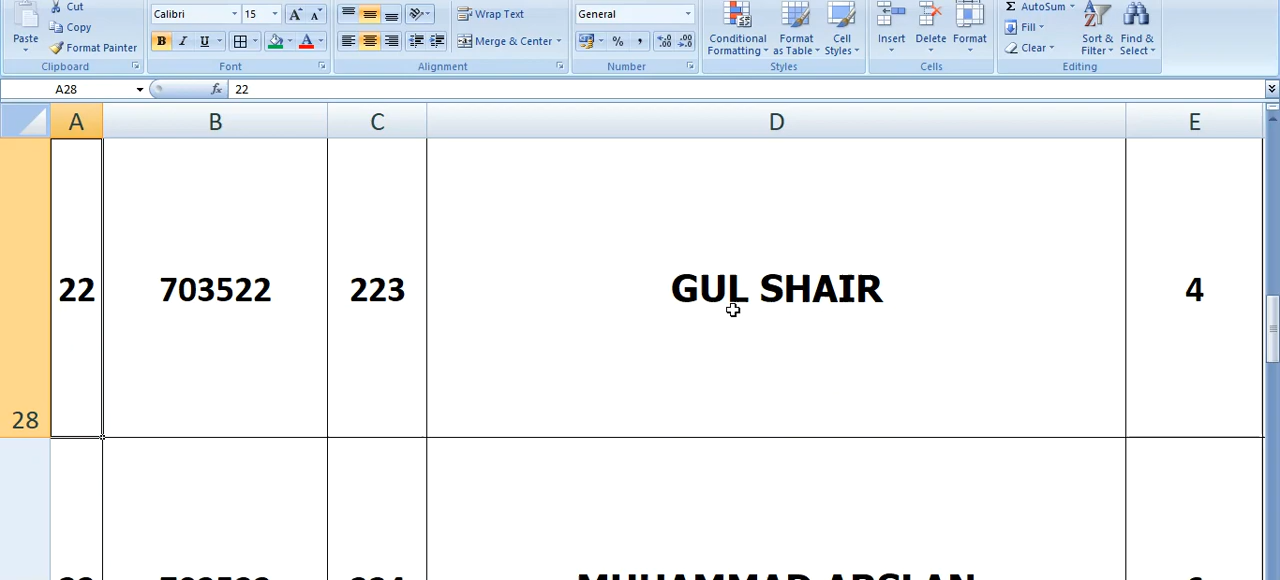 Cut
Calibri 15 A A Wrap Text General Conditional Formatting Format as Table Cell Styles Insert Delete Format Σ AutoSum Sort & Filter Find & Select
Paste Copy Fill
Format Painter B I U A Merge & Center % , Clear
Clipboard Font Alignment Number Styles Cells Editing
A28 fx 22
A B C D E
22 703522 223 GUL SHAIR 4
28
MUHAMMAD ARSLAN